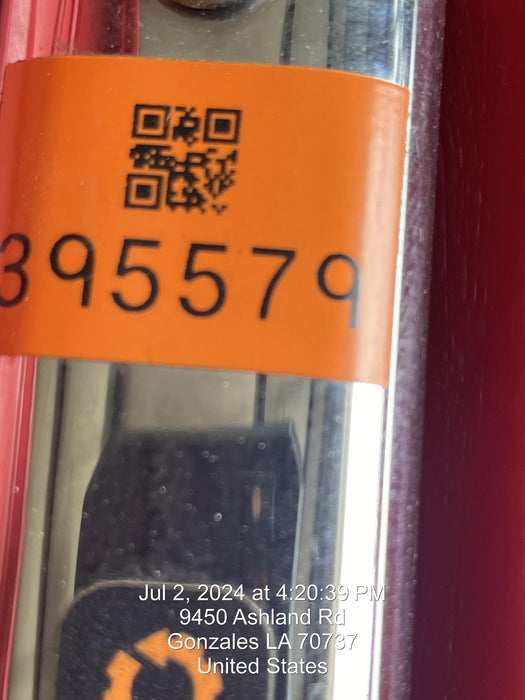 395579
Jul 2, 2024 at 4:20:39 PM
9450 Ashland Rd
Gonzales LA 70737
United States